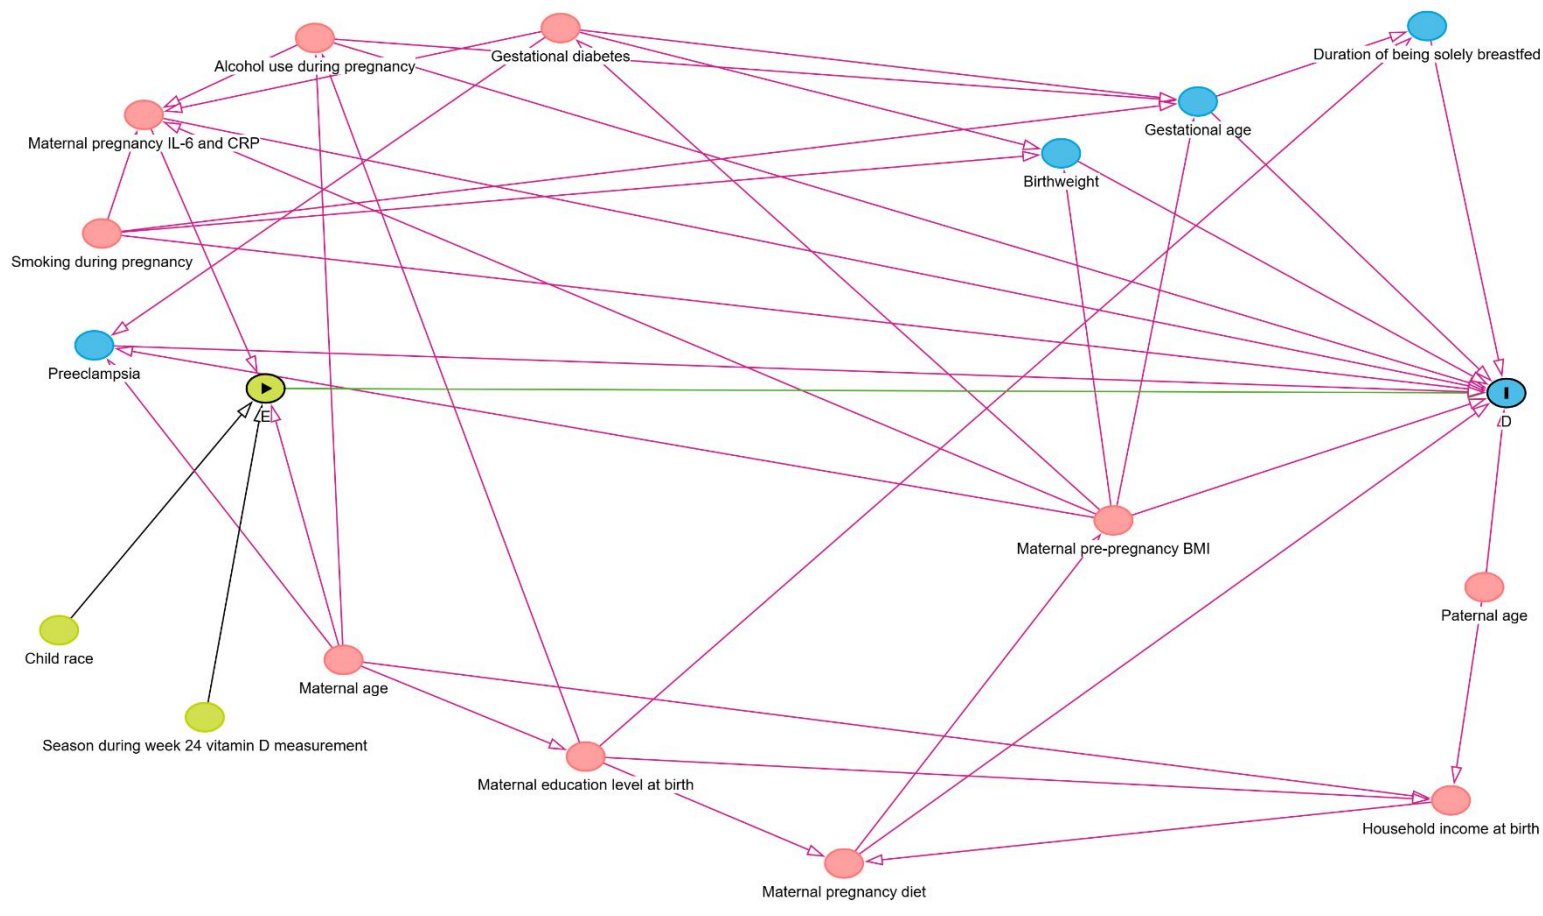 Alcohol use during pregnancy
Gestational diabetes
Duration of being solely breastfed
Maternal pregnancy IL-6 and CRP
Gestational age
Birthweight
Smoking during pregnancy
Preeclampsia
E
D
Maternal pre-pregnancy BMI
Paternal age
Child race
Maternal age
Season during week 24 vitamin D measurement
Maternal education level at birth
Household income at birth
Maternal pregnancy diet